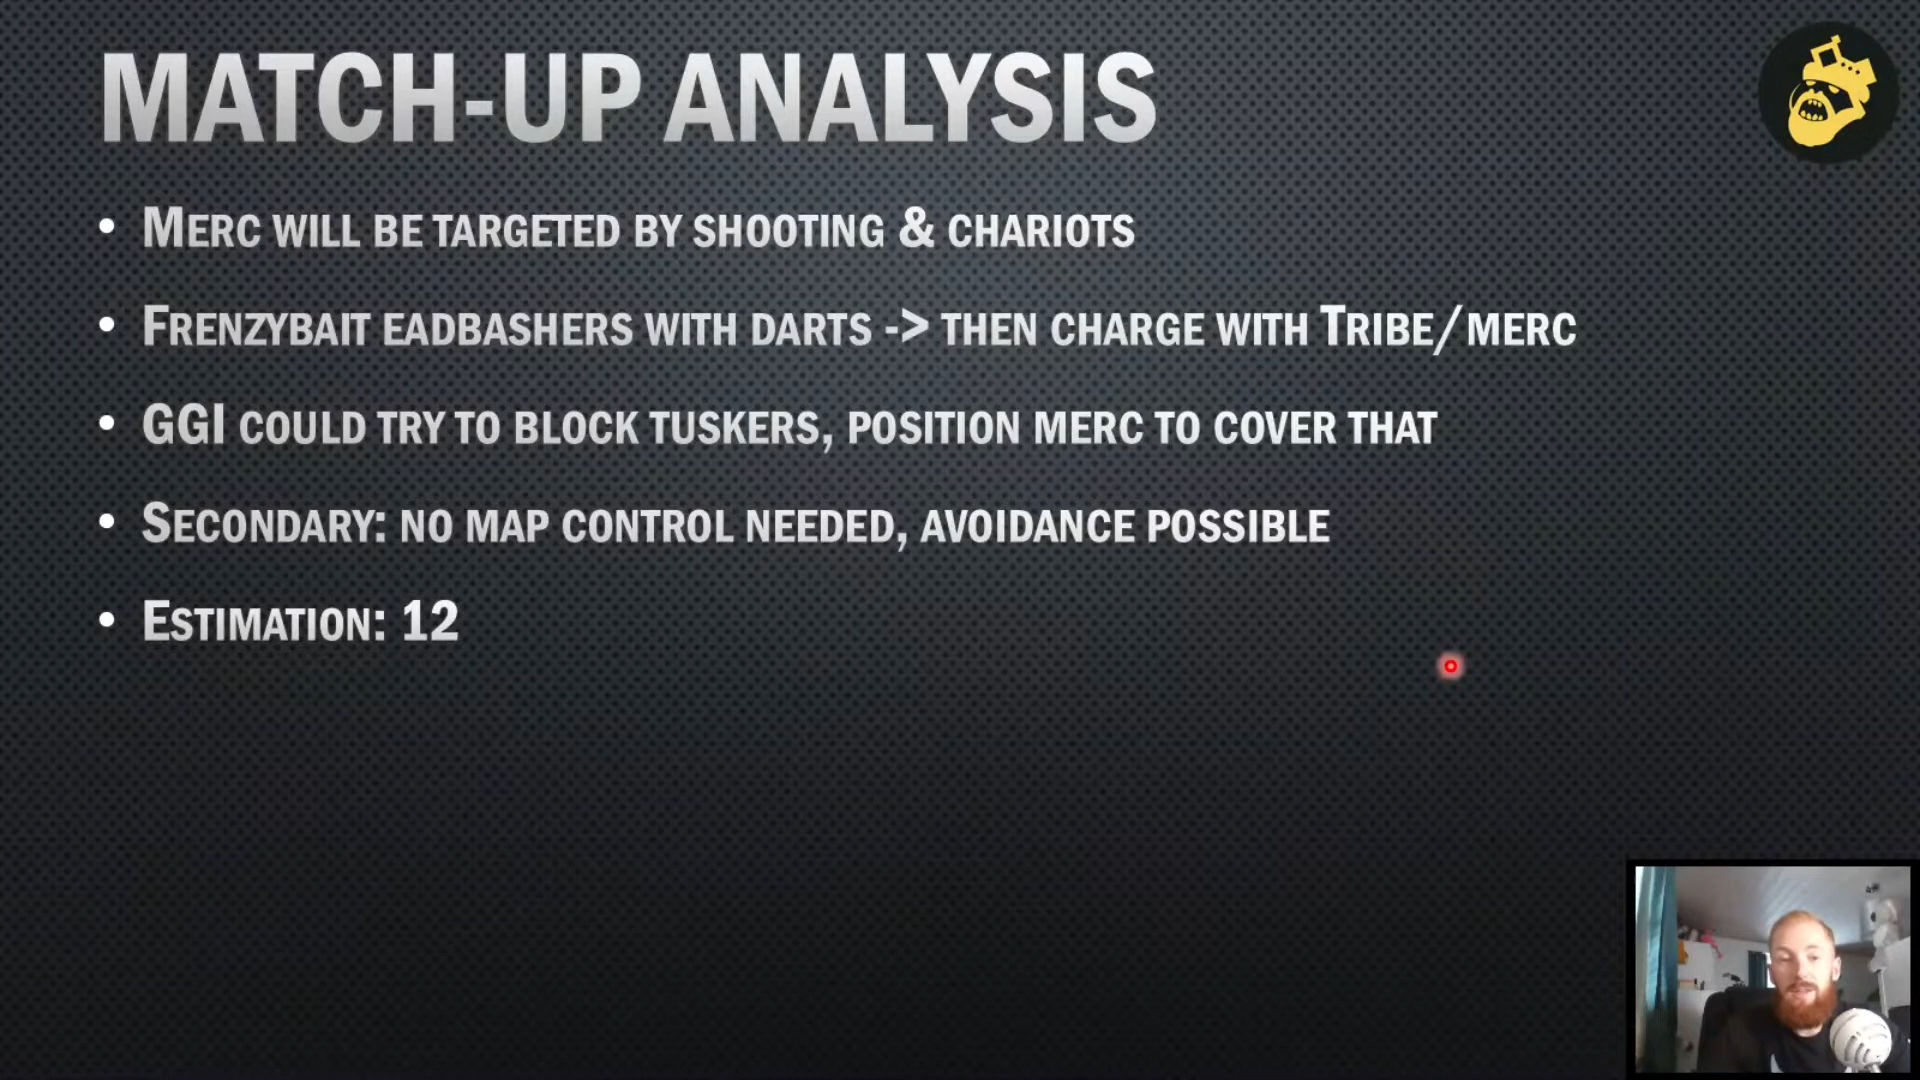 MATCH-UP ANALYSIS
• MERC WILL BE TARGETED BY SHOOTING & CHARIOTS
• FRENZYBAIT EADBASHERS WITH DARTS -> THEN CHARGE WITH TRIBE/MERC
• GGI COULD TRY TO BLOCK TUSKERS, POSITION MERC TO COVER THAT
• SECONDARY: NO MAP CONTROL NEEDED, AVOIDANCE POSSIBLE
• ESTIMATION: 12